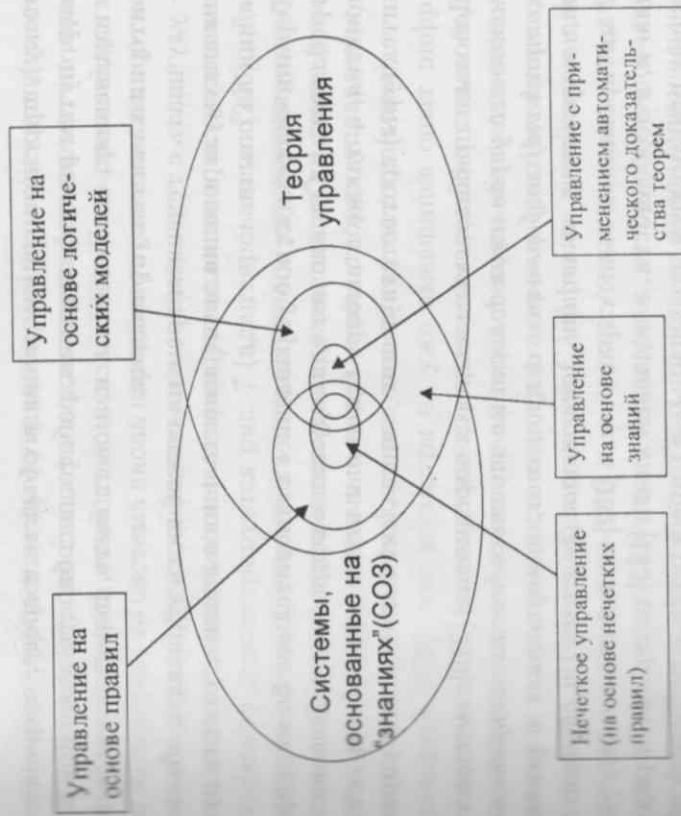 Управление на
основе правил
Управление на
основе логиче-
ских моделей
Системы,
основанные на
"знаниях"(СОЗ)
Теория
управления
Нечеткое управление
(на основе нечетких
правил)
Управление
на основе
знаний
Управление с при-
менением автомати-
ческого доказатель-
ства теорем